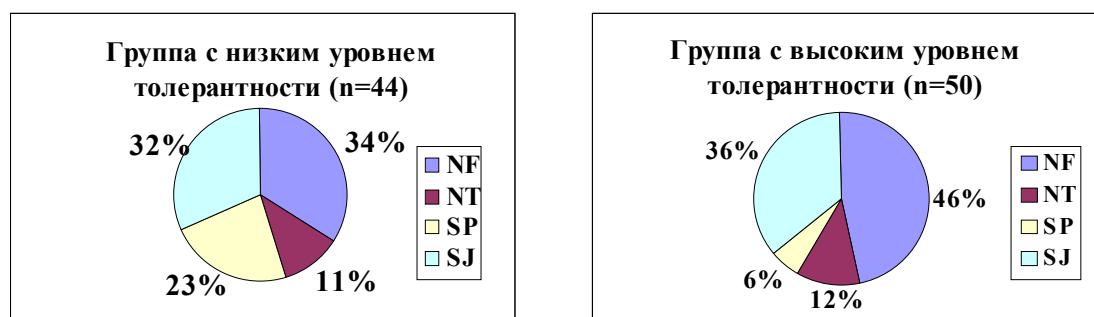 Группа с низким уровнем
толерантности (n=44)
32%
34%
23%
11%
NF
NT
SP
SJ
Группа с высоким уровнем
толерантности (n=50)
36%
46%
6%
12%
NF
NT
SP
SJ